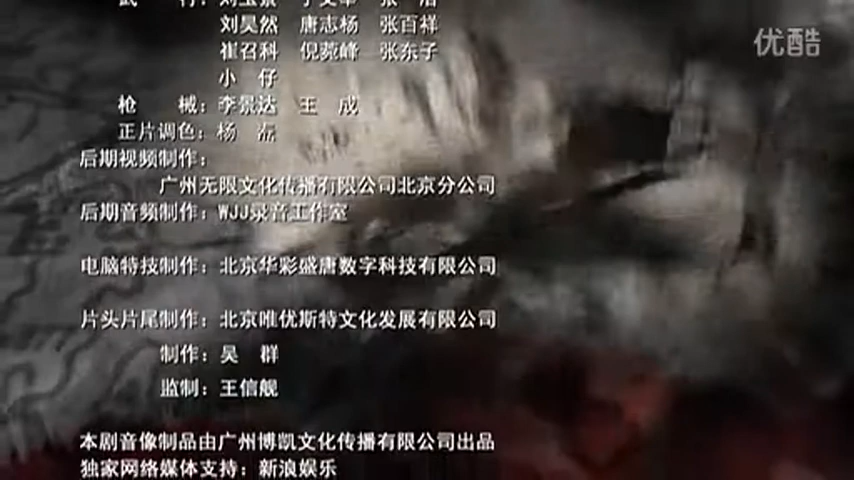 优酷
刘昊然 唐志杨 张百祥
崔召科 倪菀峰 张东子
小 仔
枪 械：李景达 王 成
正片调色：杨 杰
后期视频制作：
广州无限文化传播有限公司北京分公司
后期音频制作：WJJ录音工作室
电脑特技制作：北京华彩盛唐数字科技有限公司
片头片尾制作：北京唯优斯特文化发展有限公司
制作：吴 群
监制：王信舰
本剧音像制品由广州博凯文化传播有限公司出品
独家网络媒体支持：新浪娱乐